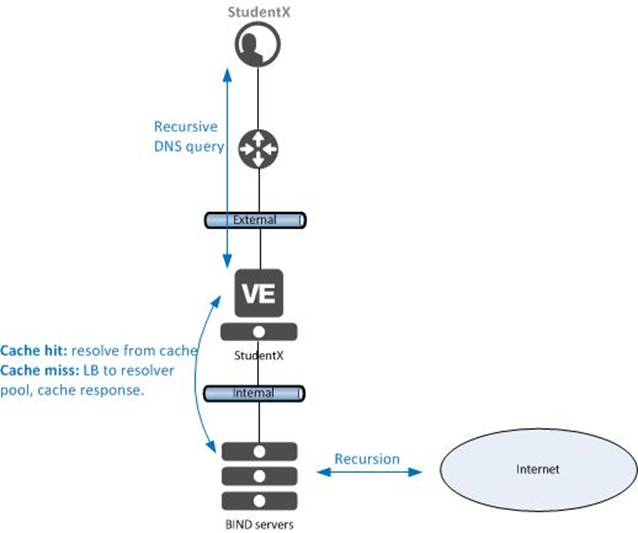 StudentX
Recursive
DNS query
External
VE
Cache hit: resolve from cache
Cache miss: LB to resolver
pool, cache response.
StudentX
Internal
Recursion
Internet
BIND servers